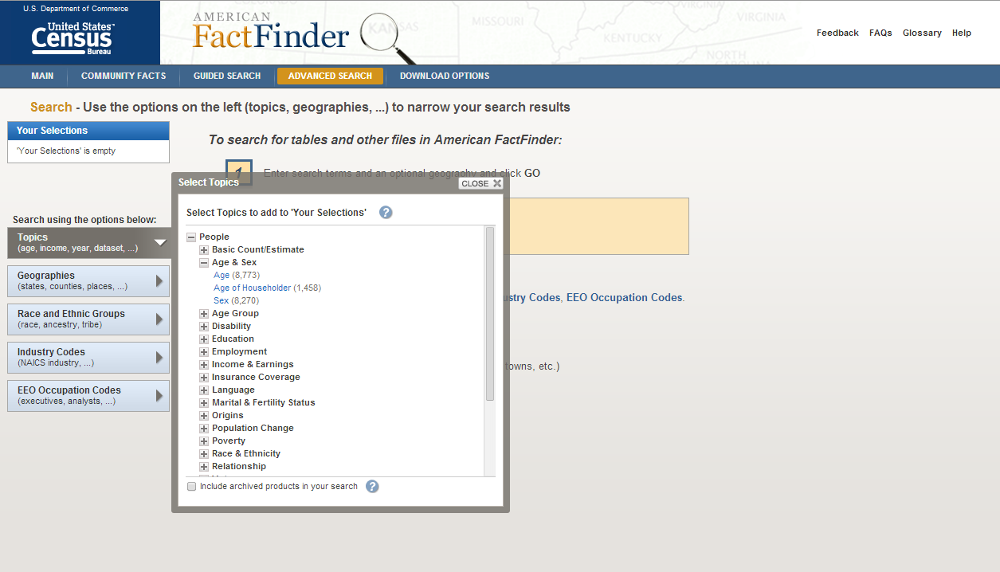 U.S. Department of Commerce
United States™
Census
Bureau
AMERICAN
FactFinder
COLORADO
KANSAS
MISSOURI
KENTUCKY
VIRGINIA
VIRGINIA
NORTH
CAROLINA
Feedback FAQs Glossary Help
MAIN COMMUNITY FACTS GUIDED SEARCH ADVANCED SEARCH DOWNLOAD OPTIONS
Search - Use the options on the left (topics, geographies, ...) to narrow your search results
Your Selections
'Your Selections' is empty
To search for tables and other files in American FactFinder:
1
Enter search terms and an optional geography and click GO
Search using the options below:
Topics
(age, income, year, dataset, ...)
Geographies
(states, counties, places, ...)
Race and Ethnic Groups
(race, ancestry, tribe)
Industry Codes
(NAICS industry, ...)
EEO Occupation Codes
(executives, analysts, ...)
Select Topics
CLOSE X
Select Topics to add to 'Your Selections' ?
People
Basic Count/Estimate
Age & Sex
Age (8,773)
Age of Householder (1,458)
Sex (8,270)
Age Group
Disability
Education
Employment
Income & Earnings
Insurance Coverage
Language
Marital & Fertility Status
Origins
Population Change
Poverty
Race & Ethnicity
Relationship
Include archived products in your search ?
ustry Codes, EEO Occupation Codes.
towns, etc.)